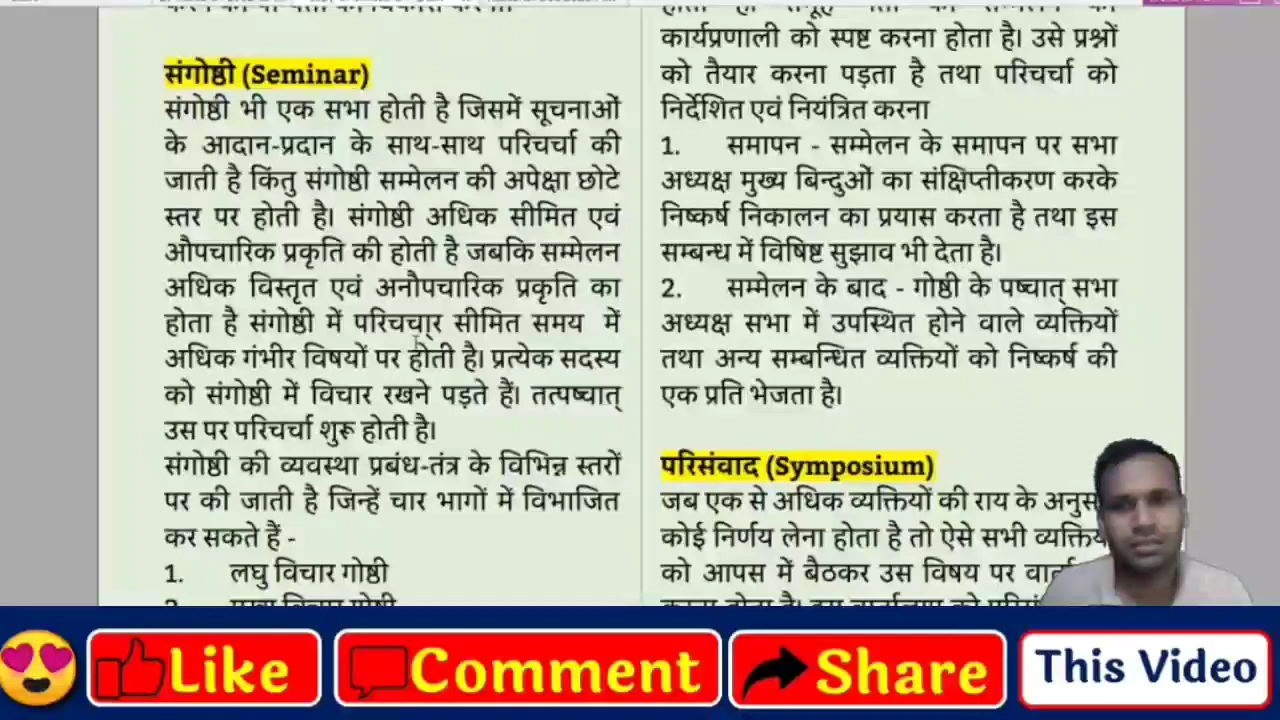 संगोष्ठी (Seminar)
संगोष्ठी भी एक सभा होती है जिसमें सूचनाओं
के आदान-प्रदान के साथ-साथ परिचर्चा की
जाती है किंतु संगोष्ठी सम्मेलन की अपेक्षा छोटे
स्तर पर होती है। संगोष्ठी अधिक सीमित एवं
औपचारिक प्रकृति की होती है जबकि सम्मेलन
अधिक विस्तृत एवं अनौपचारिक प्रकृति का
होता है संगोष्ठी में परिचचार् सीमित समय में
अधिक गंभीर विषयों पर होती है। प्रत्येक सदस्य
को संगोष्ठी में विचार रखने पड़ते हैं। तत्पष्चात्
उस पर परिचर्चा शुरू होती है।
संगोष्ठी की व्यवस्था प्रबंध-तंत्र के विभिन्न स्तरों
पर की जाती है जिन्हें चार भागों में विभाजित
कर सकते हैं -
1. लघु विचार गोष्ठी
कार्यप्रणाली को स्पष्ट करना होता है। उसे प्रश्नों
को तैयार करना पड़ता है तथा परिचर्चा को
निर्देशित एवं नियंत्रित करना
1. समापन - सम्मेलन के समापन पर सभा
अध्यक्ष मुख्य बिन्दुओं का संक्षिप्तीकरण करके
निष्कर्ष निकालन का प्रयास करता है तथा इस
सम्बन्ध में विषिष्ट सुझाव भी देता है।
2. सम्मेलन के बाद - गोष्ठी के पष्चात् सभा
अध्यक्ष सभा में उपस्थित होने वाले व्यक्तियों
तथा अन्य सम्बन्धित व्यक्तियों को निष्कर्ष की
एक प्रति भेजता है।
परिसंवाद (Symposium)
जब एक से अधिक व्यक्तियों की राय के
कोई निर्णय लेना होता है तो ऐसे सभी
को आपस में बैठकर उस विषय पर
Like
Comment
Share
This Video